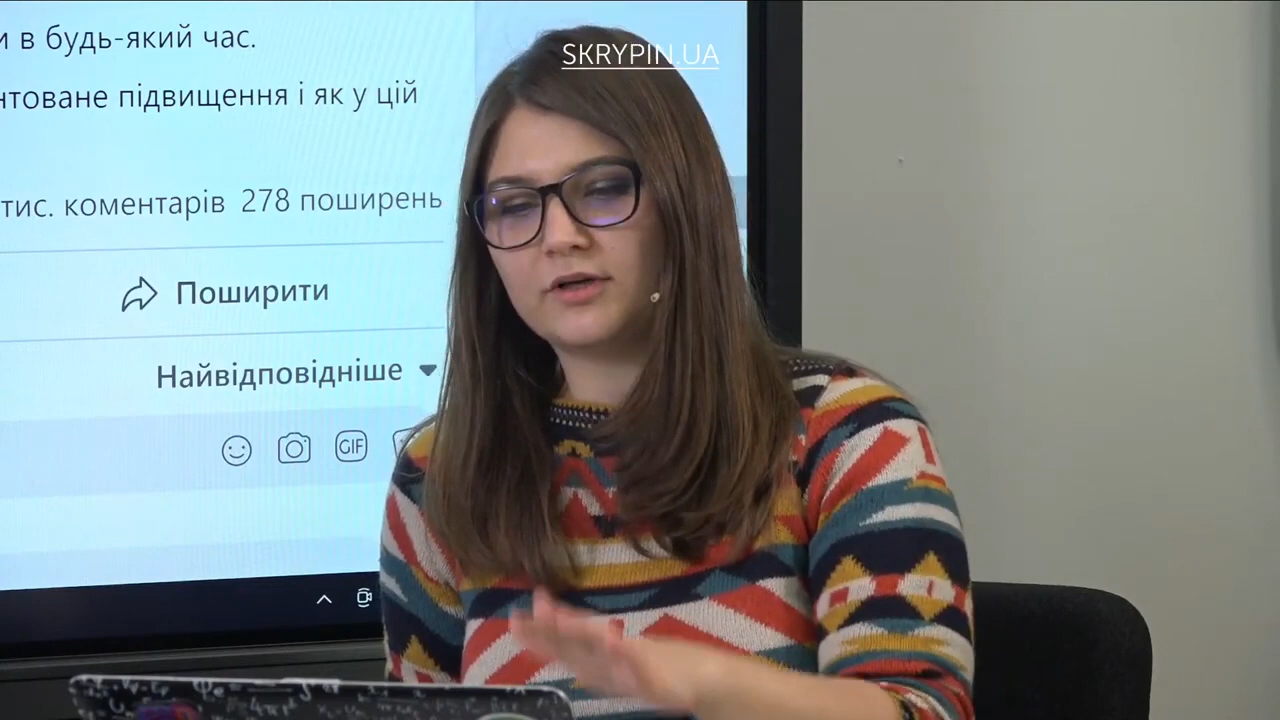 SKRYPIN.UA
и в будь-який час.
нтоване підвищення і як у цій
тис. коментарів 278 поширень
Поширити
Найвідповідніше
GIF